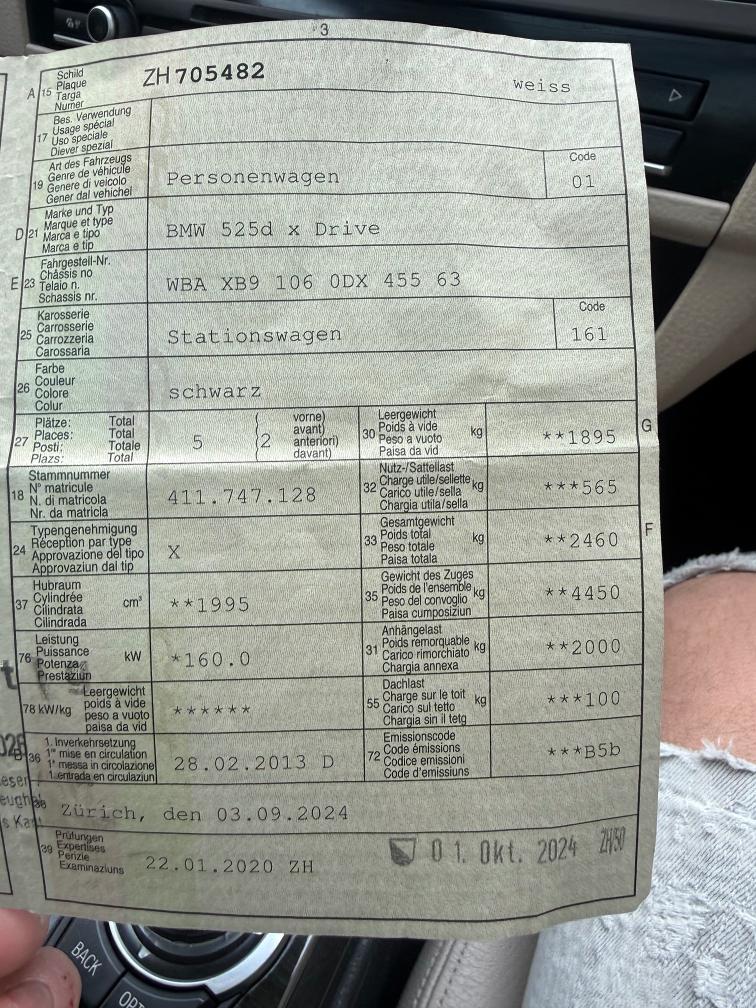 3
A 15 Schild
Plaque
Targa
Numer
ZH 705482
weiss
17 Bes. Verwendung
Usage spécial
Uso speciale
Diever spezial
19 Art des Fahrzeugs
Genre de véhicule
Genere di veicolo
Gener dal vehichel
Personenwagen
Code
01
D 21 Marke und Typ
Marque et type
Marca e tipo
Marca e tip
BMW 525d x Drive
E 23 Fahrgestell-Nr.
Châssis no
Telaio n.
Schassis nr.
WBA XB9 106 0DX 455 63
25 Karosserie
Carrosserie
Carrozzeria
Carossaria
Stationswagen
Code
161
26 Farbe
Couleur
Colore
Colur
schwarz
27 Plätze: Total
Places: Total
Posti: Totale
Plazs: Total
5
2
vorne)
avant)
anteriori)
davant)
30 Leergewicht
Poids à vide
Peso a vuoto
Paisa da vid
kg
**1895
G
18 Stammnummer
N° matricule
N. di matricola
Nr. da matricla
411.747.128
32 Nutz-/Sattellast
Charge utile/sellette
Carico utile/sella
Chargia utila/sella
kg
***565
24 Typengenehmigung
Réception par type
Approvazione del tipo
Approvaziun dal tip
X
33 Gesamtgewicht
Poids total
Peso totale
Paisa totala
kg
**2460
F
37 Hubraum
Cylindrée
Cilindrata
Cilindrada
cm³
**1995
35 Gewicht des Zuges
Poids de l'ensemble
Peso del convoglio
Paisa cumposiziun
kg
**4450
76 Leistung
Puissance
Potenza
Prestaziun
kW
*160.0
31 Anhängelast
Poids remorquable
Carico rimorchiato
Chargia annexa
kg
**2000
78 kW/kg
Leergewicht
poids à vide
peso a vuoto
paisa da vid
******
55 Dachlast
Charge sur le toit
Carico sul tetto
Chargia sin il tetg
kg
***100
B 36 1. Inverkehrsetzung
1re mise en circulation
1a messa in circolazione
1. entrada en circulaziun
28.02.2013 D
72 Emissionscode
Code émissions
Codice emissioni
Code d'emissiuns
***B5b
38 Zürich, den 03.09.2024
39 Prüfungen
Expertises
Perizie
Examinaziuns
22.01.2020 ZH
01. Okt. 2024 ZH/50
BACK